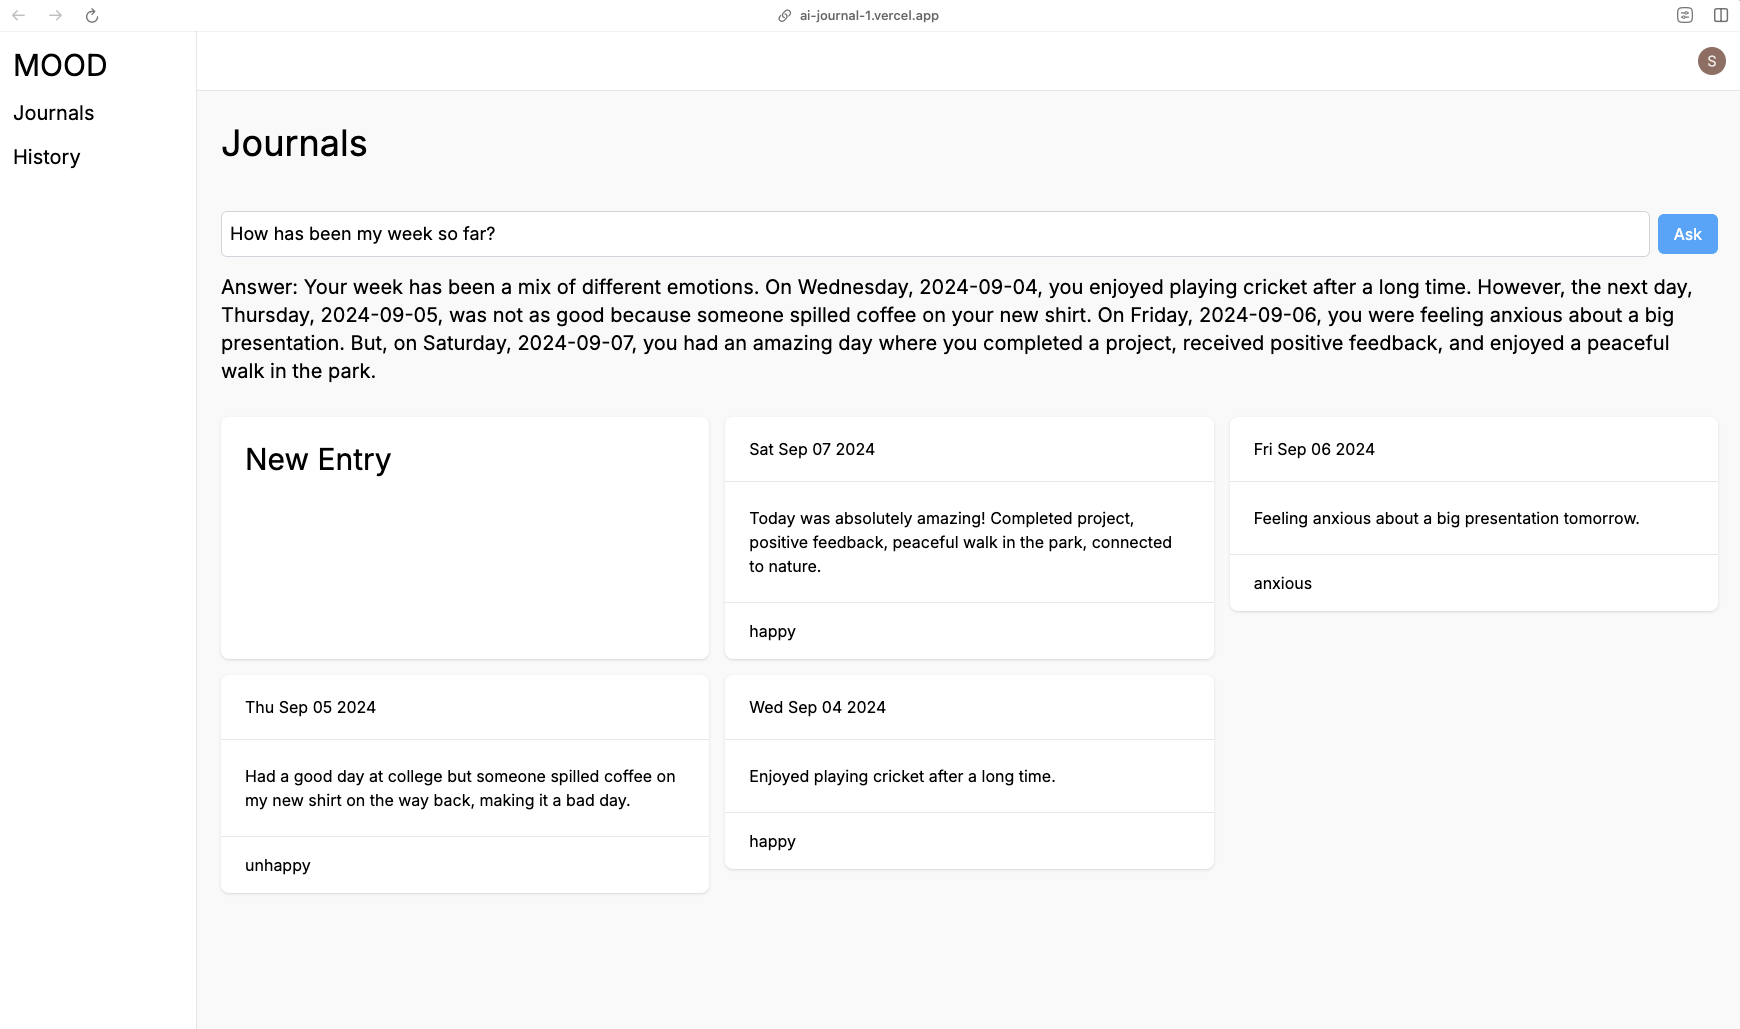 ai-journal-1.vercel.app
MOOD
Journals
History
S
Journals
How has been my week so far?
Ask
Answer: Your week has been a mix of different emotions. On Wednesday, 2024-09-04, you enjoyed playing cricket after a long time. However, the next day,
Thursday, 2024-09-05, was not as good because someone spilled coffee on your new shirt. On Friday, 2024-09-06, you were feeling anxious about a big
presentation. But, on Saturday, 2024-09-07, you had an amazing day where you completed a project, received positive feedback, and enjoyed a peaceful
walk in the park.
New Entry
Sat Sep 07 2024
Today was absolutely amazing! Completed project,
positive feedback, peaceful walk in the park, connected
to nature.
happy
Fri Sep 06 2024
Feeling anxious about a big presentation tomorrow.
anxious
Thu Sep 05 2024
Had a good day at college but someone spilled coffee on
my new shirt on the way back, making it a bad day.
unhappy
Wed Sep 04 2024
Enjoyed playing cricket after a long time.
happy